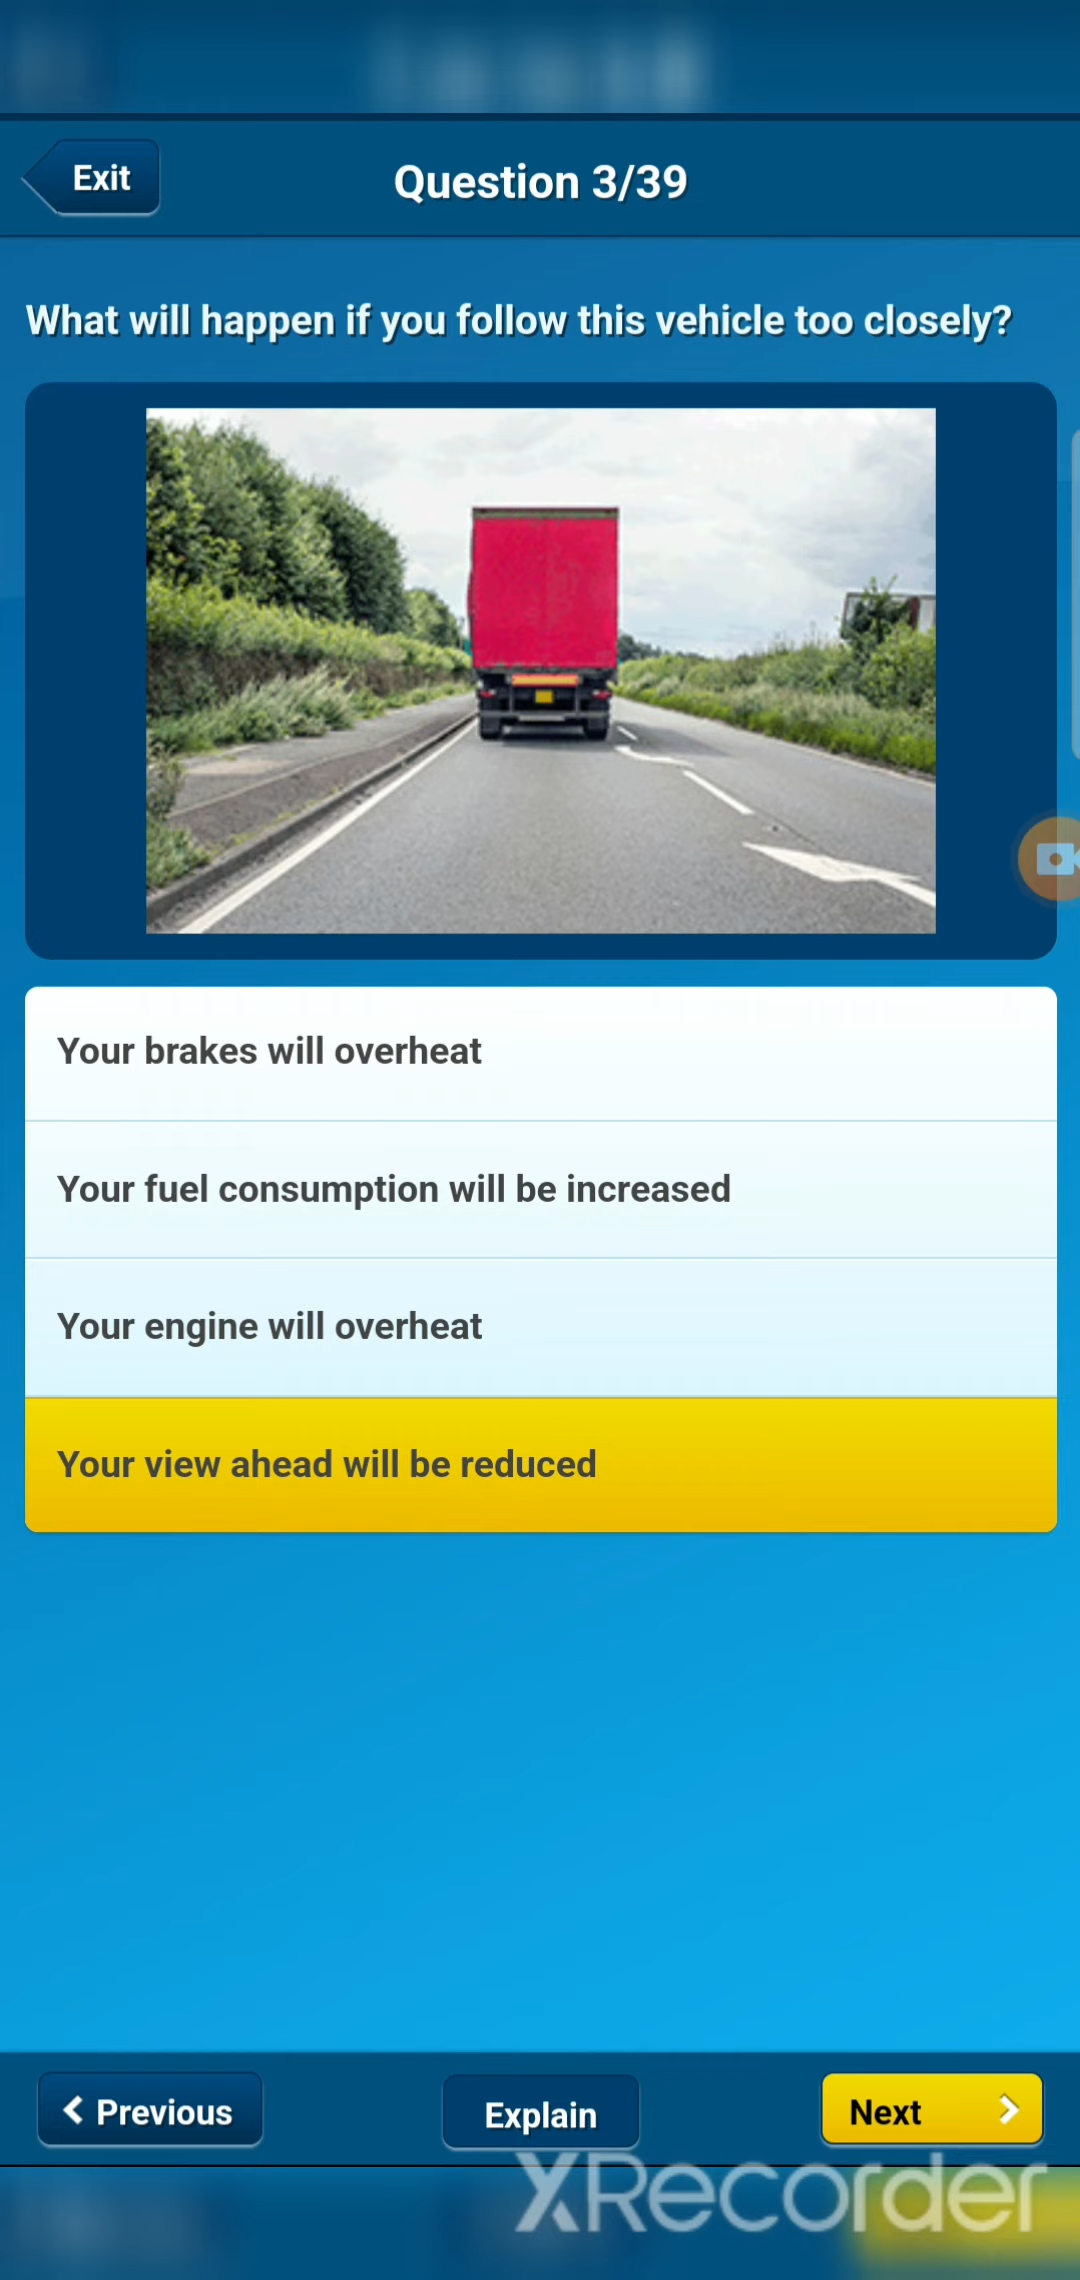 Exit
Question 3/39
What will happen if you follow this vehicle too closely?
Your brakes will overheat
Your fuel consumption will be increased
Your engine will overheat
Your view ahead will be reduced
Previous
Explain
Next
XRecorder